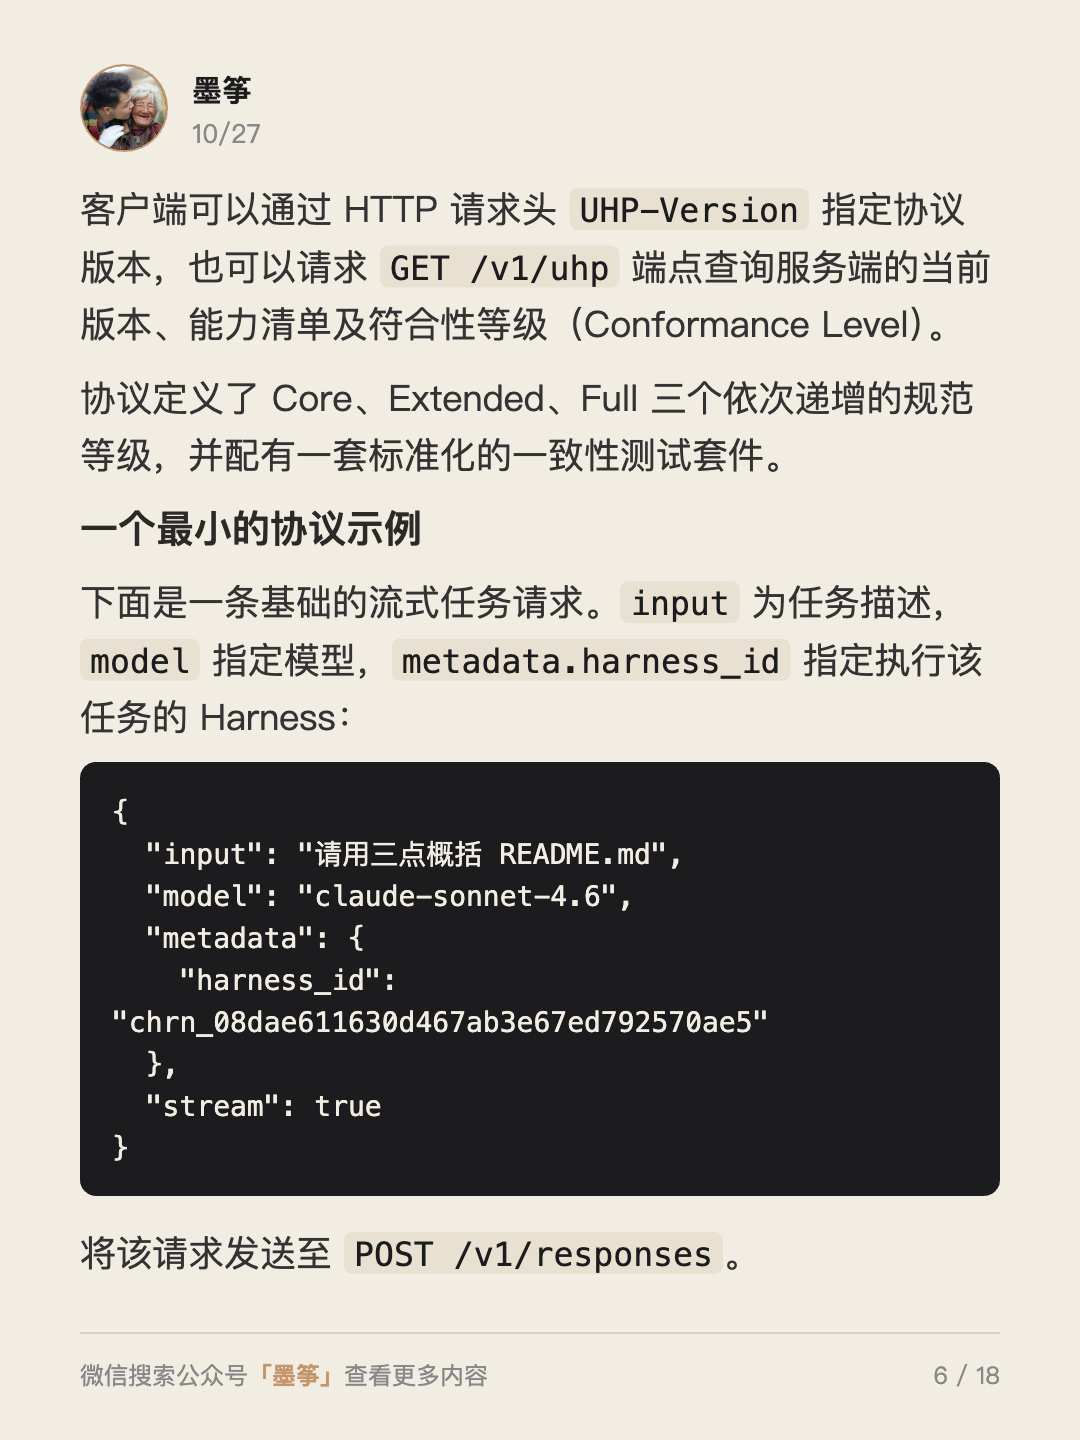 墨筝
10/27
客户端可以通过 HTTP 请求头 UHP-Version 指定协议
版本，也可以请求 GET /v1/uhp 端点查询服务端的当前
版本、能力清单及符合性等级（Conformance Level）。
协议定义了 Core、Extended、Full 三个依次递增的规范
等级，并配有一套标准化的一致性测试套件。
一个最小的协议示例
下面是一条基础的流式任务请求。input 为任务描述，
model 指定模型，metadata.harness_id 指定执行该
任务的 Harness：
{
  "input": "请用三点概括 README.md",
  "model": "claude-sonnet-4.6",
  "metadata": {
    "harness_id":
"chrn_08dae611630d467ab3e67ed792570ae5"
  },
  "stream": true
}
将该请求发送至 POST /v1/responses。
微信搜索公众号「墨筝」查看更多内容
6 / 18